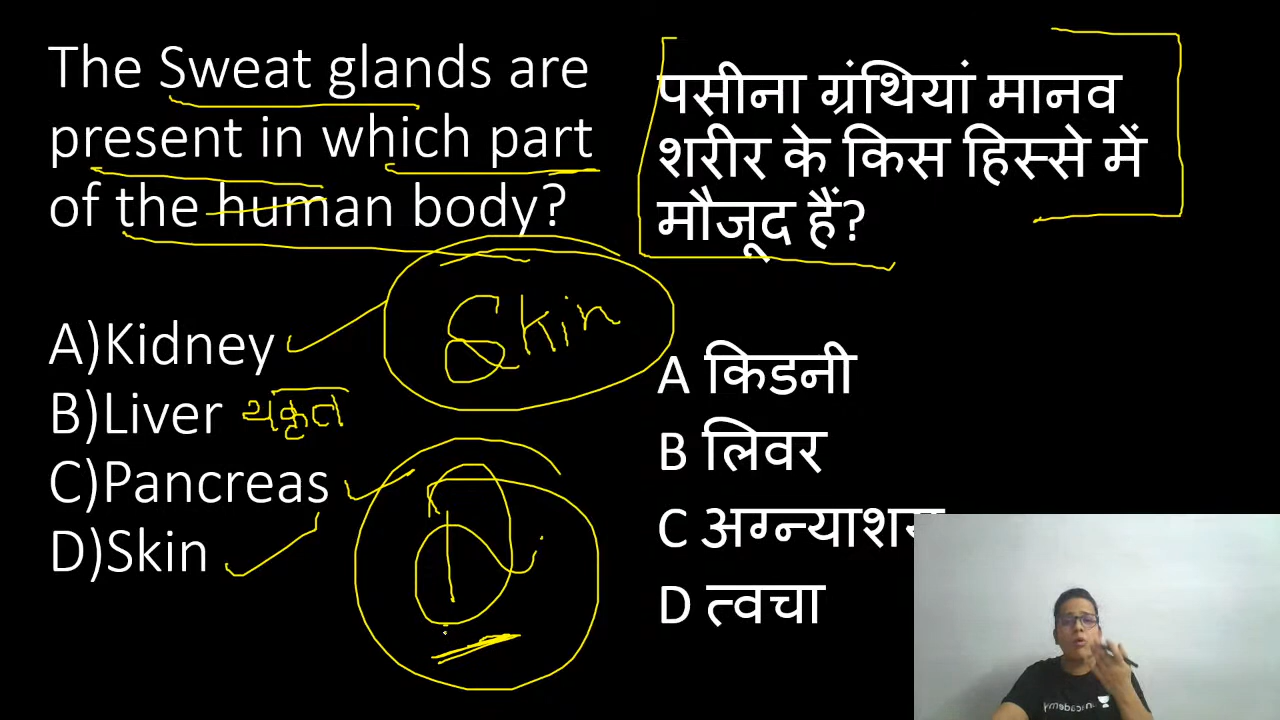 The Sweat glands are
present in which part
of the human body?
A)Kidney
B)Liver यकृत
C)Pancreas
D)Skin
Skin
पसीना ग्रंथियां मानव
शरीर के किस हिस्से में
मौजूद हैं?
A किडनी
B लिवर
C
D त्वचा